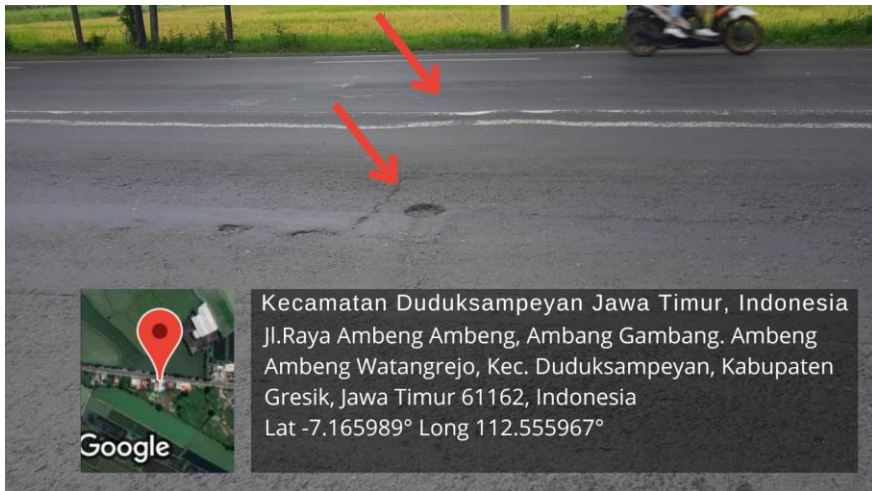 Kecamatan Duduksampeyan Jawa Timur, Indonesia
Jl.Raya Ambeng Ambeng, Ambang Gambang. Ambeng
Ambeng Watangrejo, Kec. Duduksampeyan, Kabupaten
Gresik, Jawa Timur 61162, Indonesia
Lat -7.165989° Long 112.555967°
Google